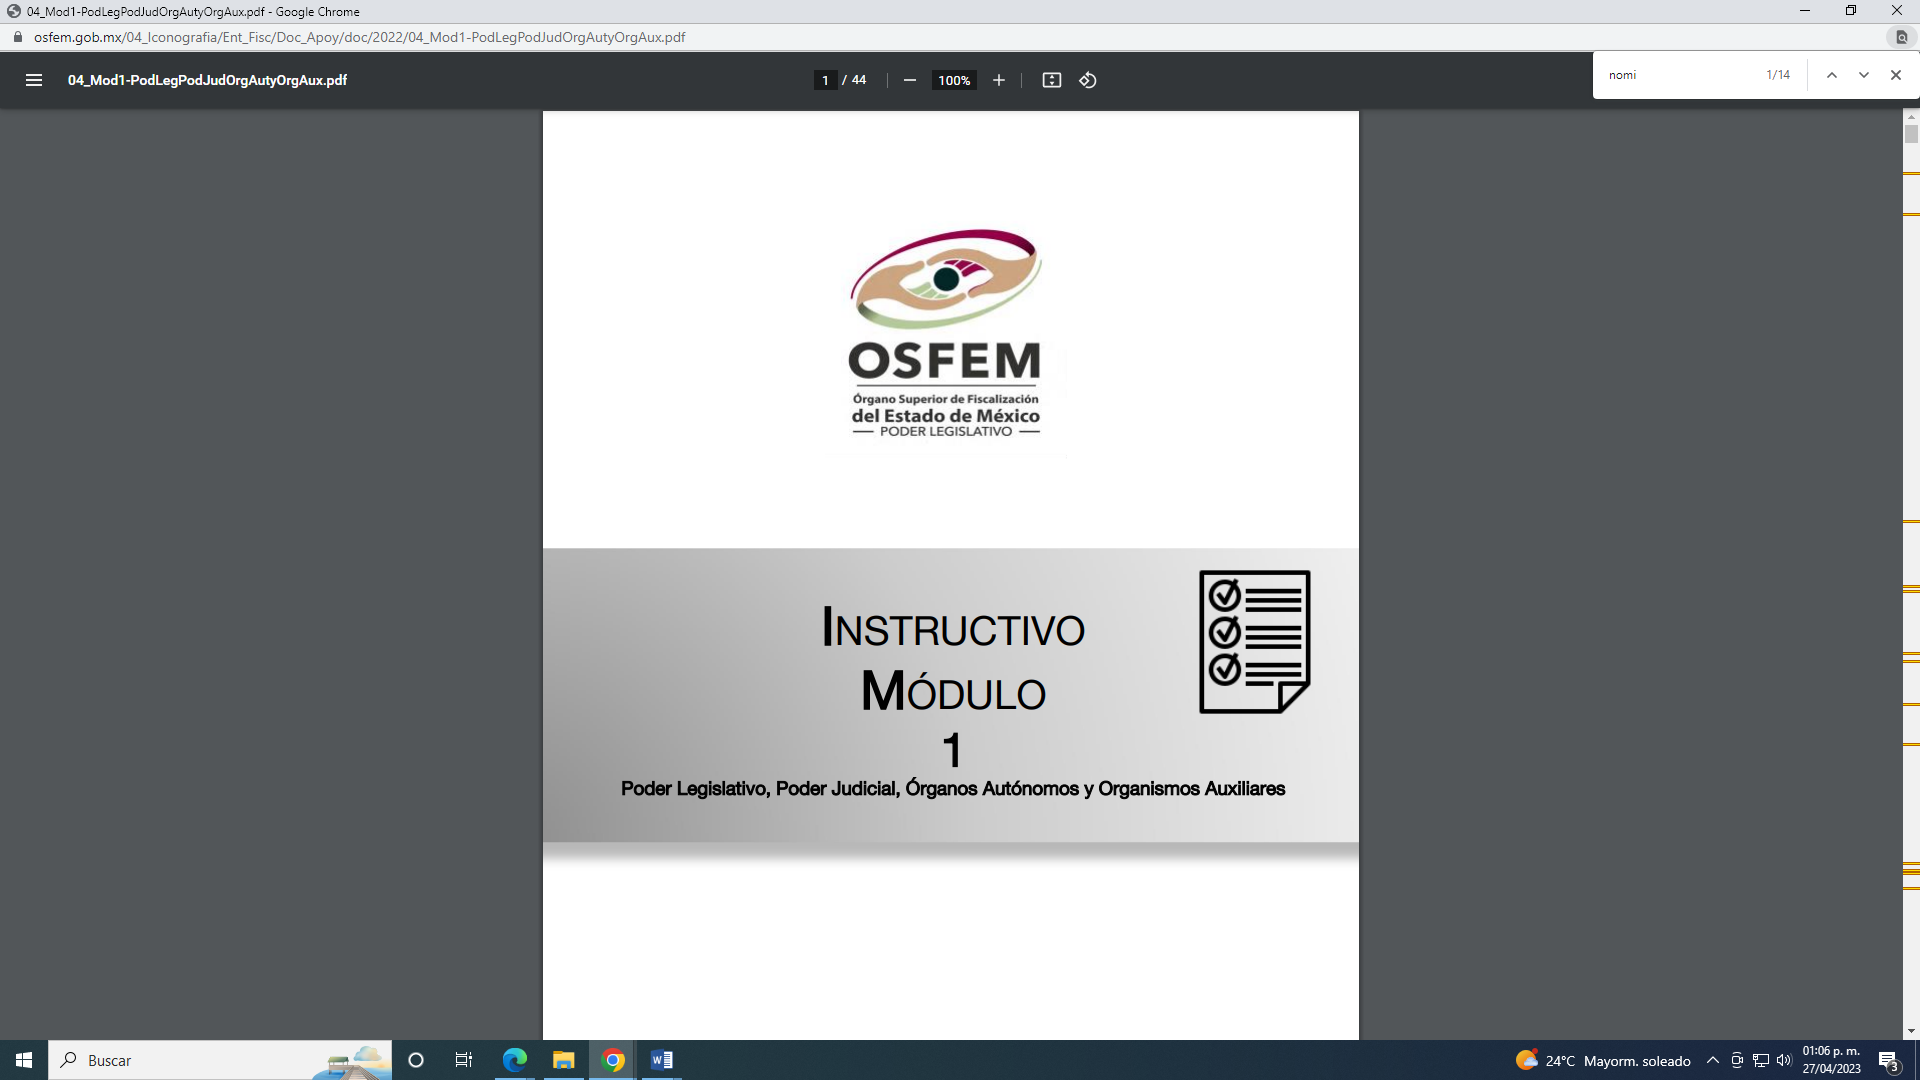 04_Mod1-PodLegPodJudOrgAutyOrgAux.pdf - Google Chrome
osfem.gob.mx/04_Iconografia/Ent_Fisc/Doc_Apoy/doc/2022/04_Mod1-PodLegPodJudOrgAutyOrgAux.pdf
04_Mod1-PodLegPodJudOrgAutyOrgAux.pdf
1 / 44
100%
nomi
1/14
OSFEM
Órgano Superior de Fiscalización
del Estado de México
PODER LEGISLATIVO
INSTRUCTIVO
MÓDULO
1
Poder Legislativo, Poder Judicial, Órganos Autónomos y Organismos Auxiliares
Buscar
24°C Mayorm. soleado
01:06 p. m.
27/04/2023
3